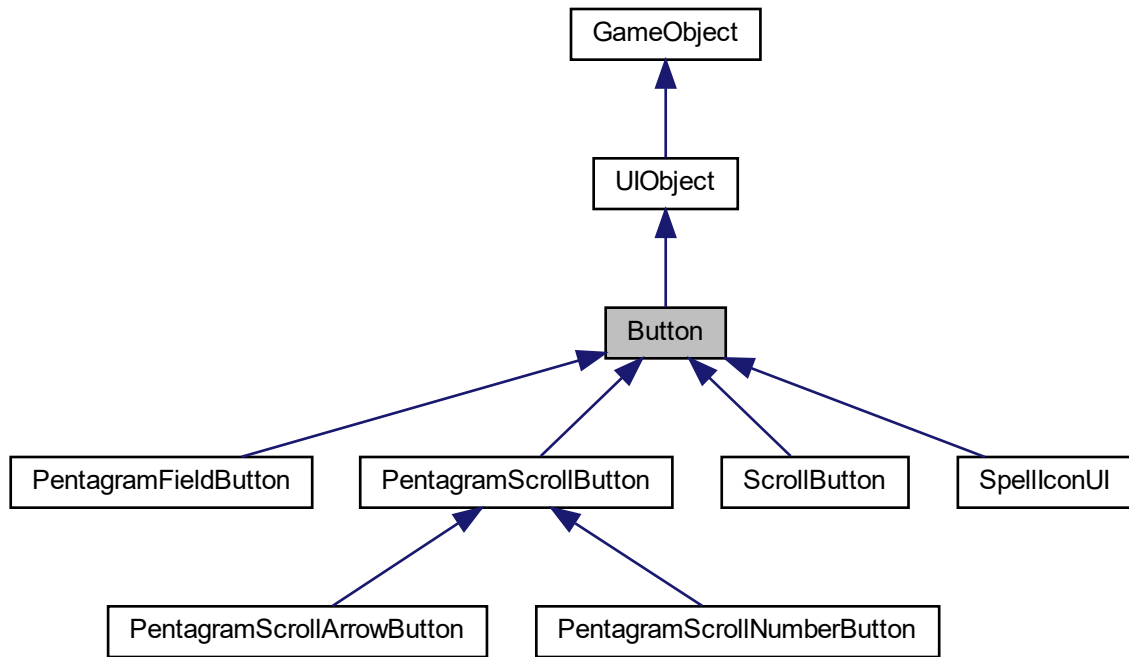 GameObject
UIObject
Button
PentagramFieldButton
PentagramScrollButton
ScrollButton
SpellIconUI
PentagramScrollArrowButton
PentagramScrollNumberButton